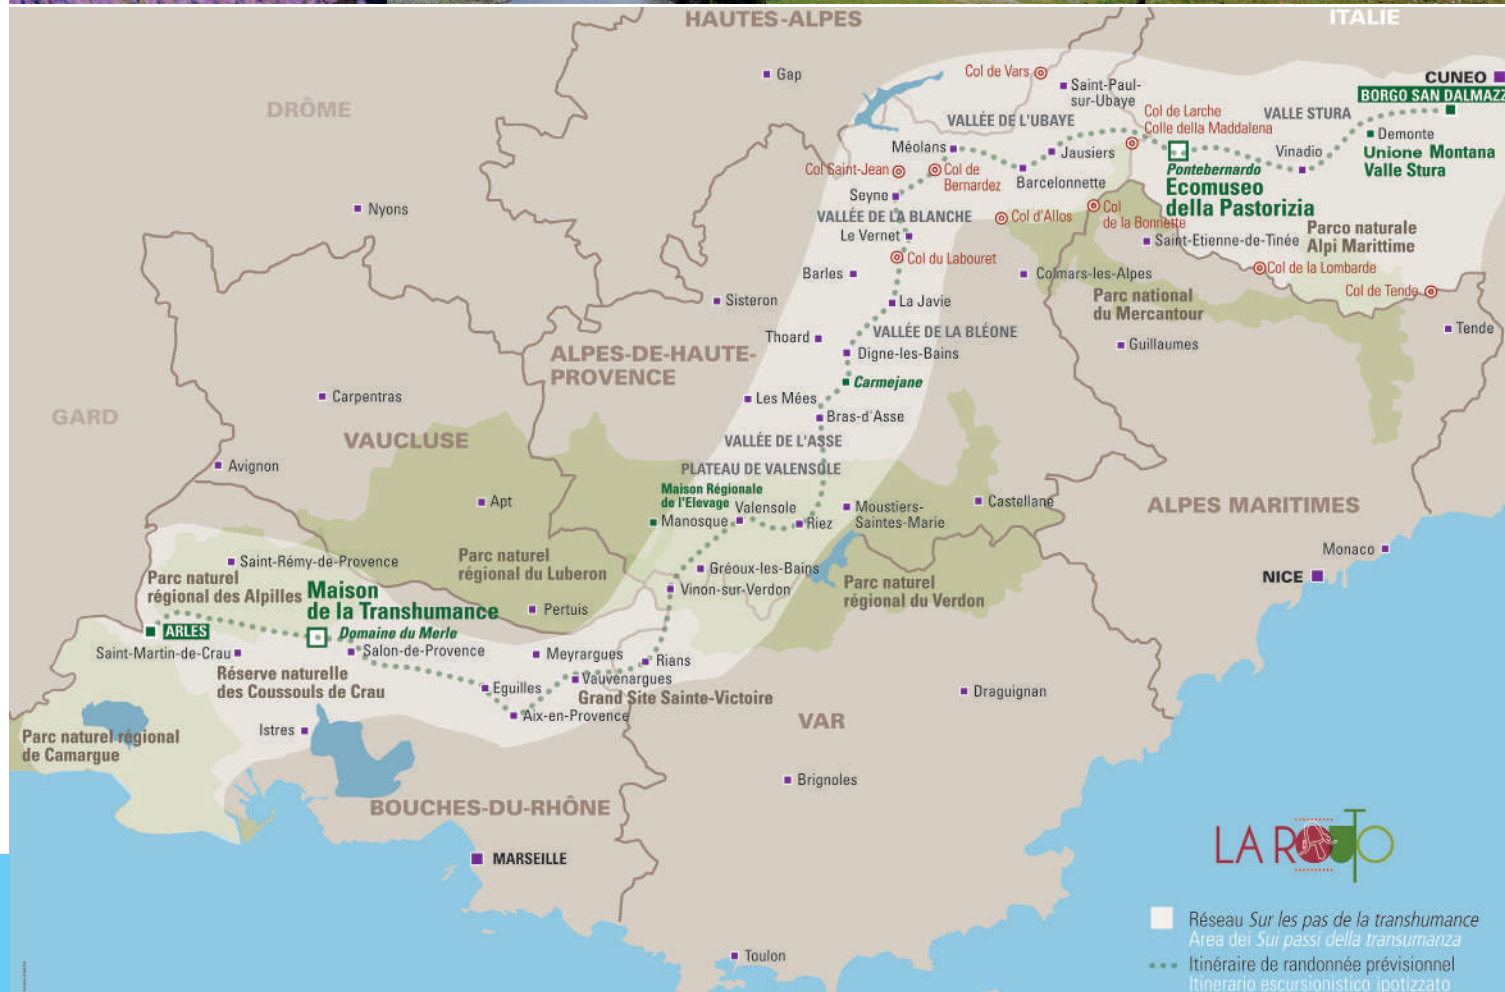 HAUTES-ALPES
ITALIE
Gap
Col de Vars
Saint-Paul-
sur-Ubaye
CUNEO
BORGO SAN DALMAZZ
DRÔME
VALLÉE DE L'UBAYE
Col de Larche
Colle della Maddalena
VALLE STURA
Demonte
Unione Montana
Valle Stura
Méolans
Jausiers
Vinadio
Col Saint-Jean
Col de
Bernardez
Barcelonnette
Pontebernardo
Ecomuseo
della Pastorizia
Seyne
Nyons
VALLÉE DE LA BLANCHE
Col d'Allos
Col
de la Bonnette
Le Vernet
Saint-Etienne-de-Tinée
Parco naturale
Alpi Marittime
Col du Labouret
Barles
Colmars-les-Alpes
Col de la Lombarde
Col de Tende
Sisteron
La Javie
Parc national
du Mercantour
Thoard
VALLÉE DE LA BLÉONE
Tende
ALPES-DE-HAUTE-
PROVENCE
Digne-les-Bains
Guillaumes
Carmejane
Carpentras
Les Mées
GARD
Bras-d'Asse
VAUCLUSE
VALLÉE DE L'ASSE
Avignon
PLATEAU DE VALENSOLE
Apt
Maison Régionale
de l'Elevage
Valensole
Manosque
Riez
Moustiers-
Saintes-Marie
Castellane
ALPES MARITIMES
Monaco
Saint-Rémy-de-Provence
Parc naturel
régional du Luberon
Gréoux-les-Bains
NICE
Parc naturel
régional des Alpilles
Maison
de la Transhumance
Vinon-sur-Verdon
Parc naturel
régional du Verdon
Pertuis
ARLES
Domaine du Merle
Saint-Martin-de-Crau
Salon-de-Provence
Meyrargues
Rians
Réserve naturelle
des Coussouls de Crau
Vauvenargues
Eguilles
Grand Site Sainte-Victoire
Draguignan
Aix-en-Provence
Istres
VAR
Parc naturel régional
de Camargue
Brignoles
BOUCHES-DU-RHÔNE
LA ROUTO
MARSEILLE
Réseau Sur les pas de la transhumance
Area dei Sui passi della transumanza
Toulon
Itinéraire de randonnée prévisionnel
Itinerario escursionistico ipotizzato